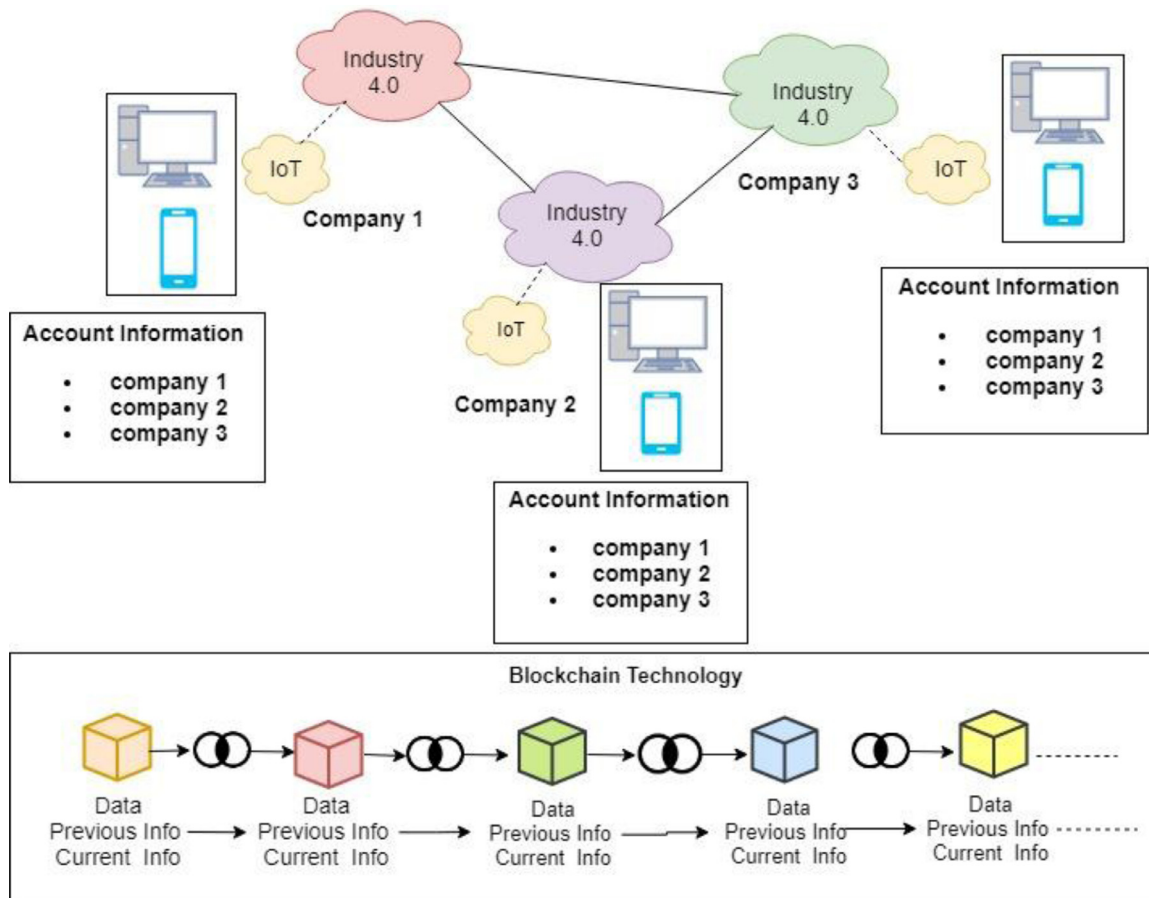 Industry
4.0
Industry
4.0
IoT
Company 1
Company 3
IoT
Industry
4.0
Account Information
• company 1
• company 2
• company 3
IoT
Company 2
Account Information
• company 1
• company 2
• company 3
Account Information
• company 1
• company 2
• company 3
Blockchain Technology
Data
Previous Info
Current Info
Data
Previous Info
Current Info
Data
Previous Info
Current Info
Data
Previous Info
Current Info
Data
Previous Info
Current Info